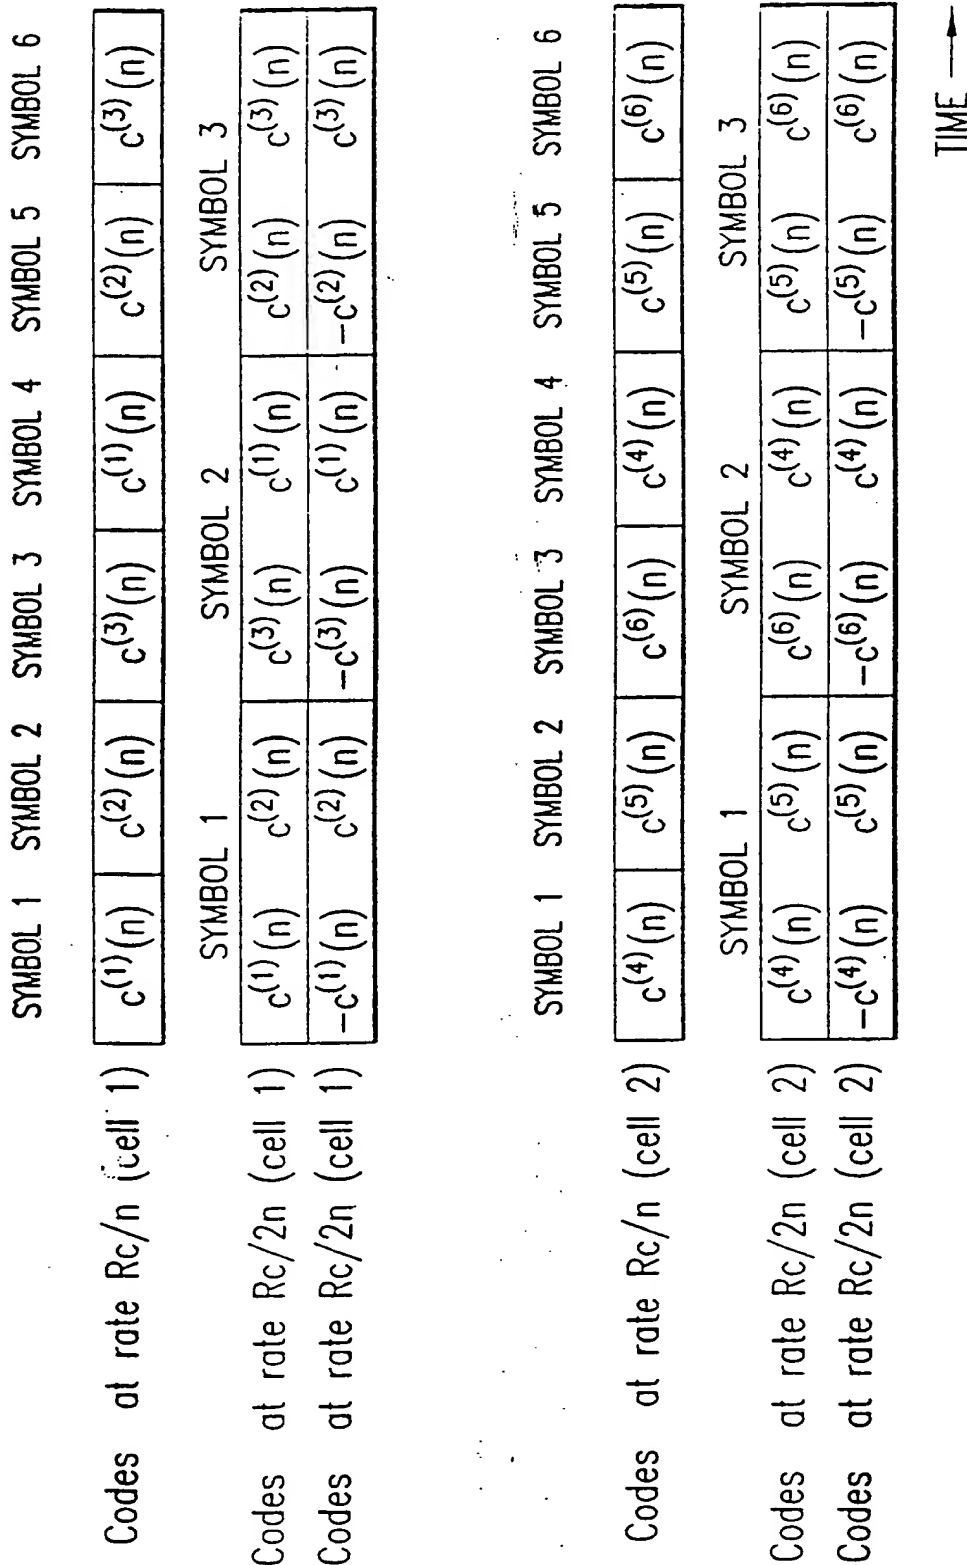 SYMBOL 1 SYMBOL 2 SYMBOL 3 SYMBOL 4 SYMBOL 5 SYMBOL 6
Codes at rate Rc/n (cell 1) c⁽¹⁾(n) c⁽²⁾(n) c⁽³⁾(n) c⁽¹⁾(n) c⁽²⁾(n) c⁽³⁾(n)
SYMBOL 1 SYMBOL 2 SYMBOL 3
Codes at rate Rc/2n (cell 1) c⁽¹⁾(n) c⁽²⁾(n) c⁽³⁾(n) c⁽¹⁾(n) c⁽²⁾(n) c⁽³⁾(n)
Codes at rate Rc/2n (cell 1) -c⁽¹⁾(n) c⁽²⁾(n) -c⁽³⁾(n) c⁽¹⁾(n) -c⁽²⁾(n) c⁽³⁾(n)
SYMBOL 1 SYMBOL 2 SYMBOL 3 SYMBOL 4 SYMBOL 5 SYMBOL 6
Codes at rate Rc/n (cell 2) c⁽⁴⁾(n) c⁽⁵⁾(n) c⁽⁶⁾(n) c⁽⁴⁾(n) c⁽⁵⁾(n) c⁽⁶⁾(n)
SYMBOL 1 SYMBOL 2 SYMBOL 3
Codes at rate Rc/2n (cell 2) c⁽⁴⁾(n) c⁽⁵⁾(n) c⁽⁶⁾(n) c⁽⁴⁾(n) c⁽⁵⁾(n) c⁽⁶⁾(n)
Codes at rate Rc/2n (cell 2) -c⁽⁴⁾(n) c⁽⁵⁾(n) -c⁽⁶⁾(n) c⁽⁴⁾(n) -c⁽⁵⁾(n) c⁽⁶⁾(n)
TIME →